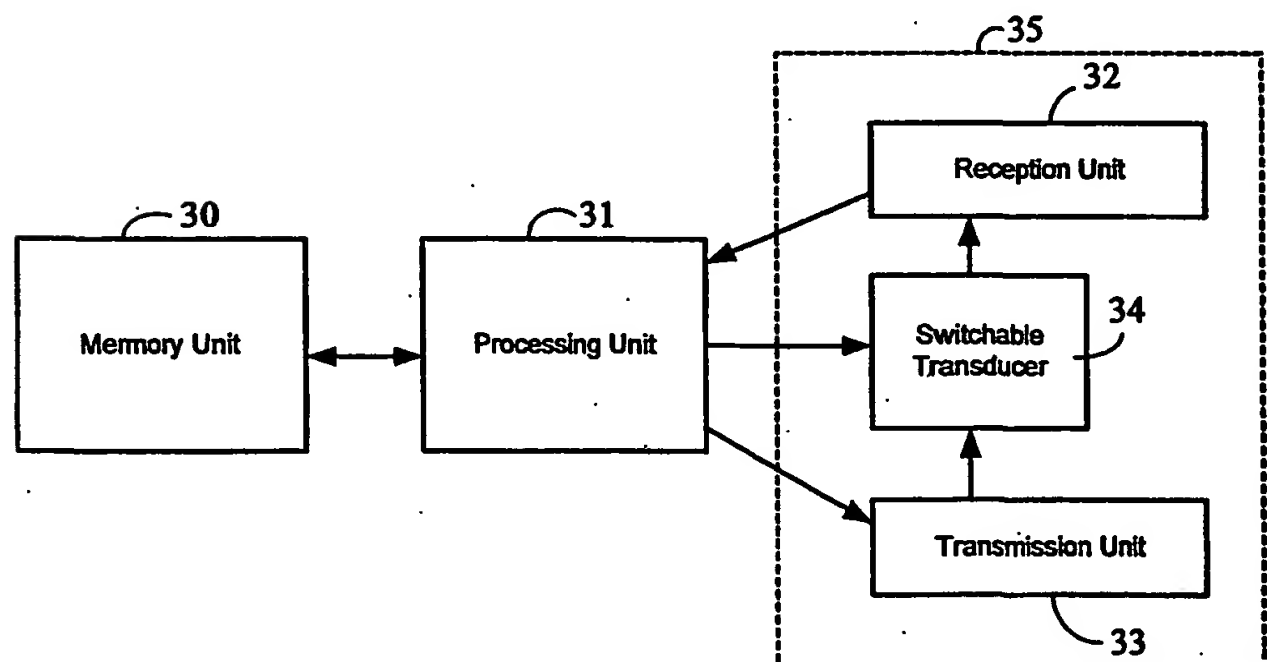 35
32
Reception Unit
30
31
Memory Unit
Processing Unit
Switchable
Transducer
34
Transmission Unit
33